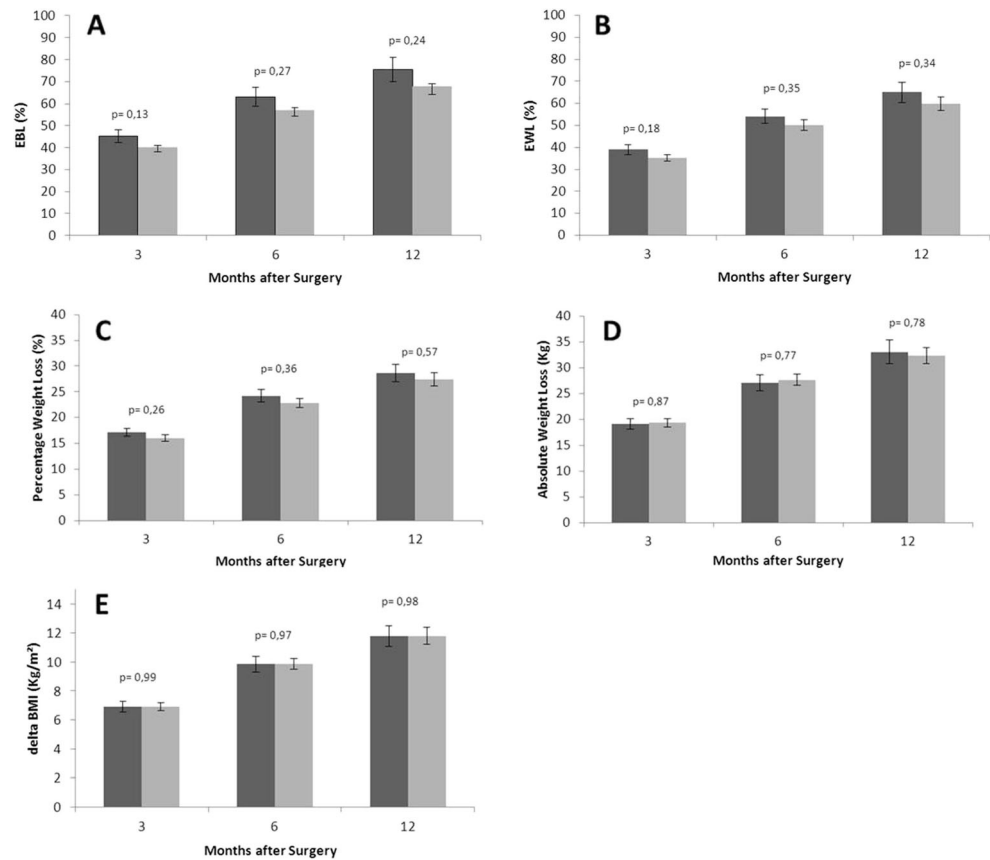 A
EBL (%)
100
90
80
70
60
50
40
30
20
10
0
p= 0,13
p= 0,27
p= 0,24
3 6 12
Months after Surgery
B
EWL (%)
100
90
80
70
60
50
40
30
20
10
0
p= 0,18
p= 0,35
p= 0,34
3 6 12
Months after Surgery
C
Percentage Weight Loss (%)
40
35
30
25
20
15
10
5
0
p= 0,26
p= 0,36
p= 0,57
3 6 12
Months after Surgery
D
Absolute Weight Loss (Kg)
40
35
30
25
20
15
10
5
0
p= 0,87
p= 0,77
p= 0,78
3 6 12
Months after Surgery
E
delta BMI (Kg/m²)
14
12
10
8
6
4
2
0
p= 0,99
p= 0,97
p= 0,98
3 6 12
Months after Surgery